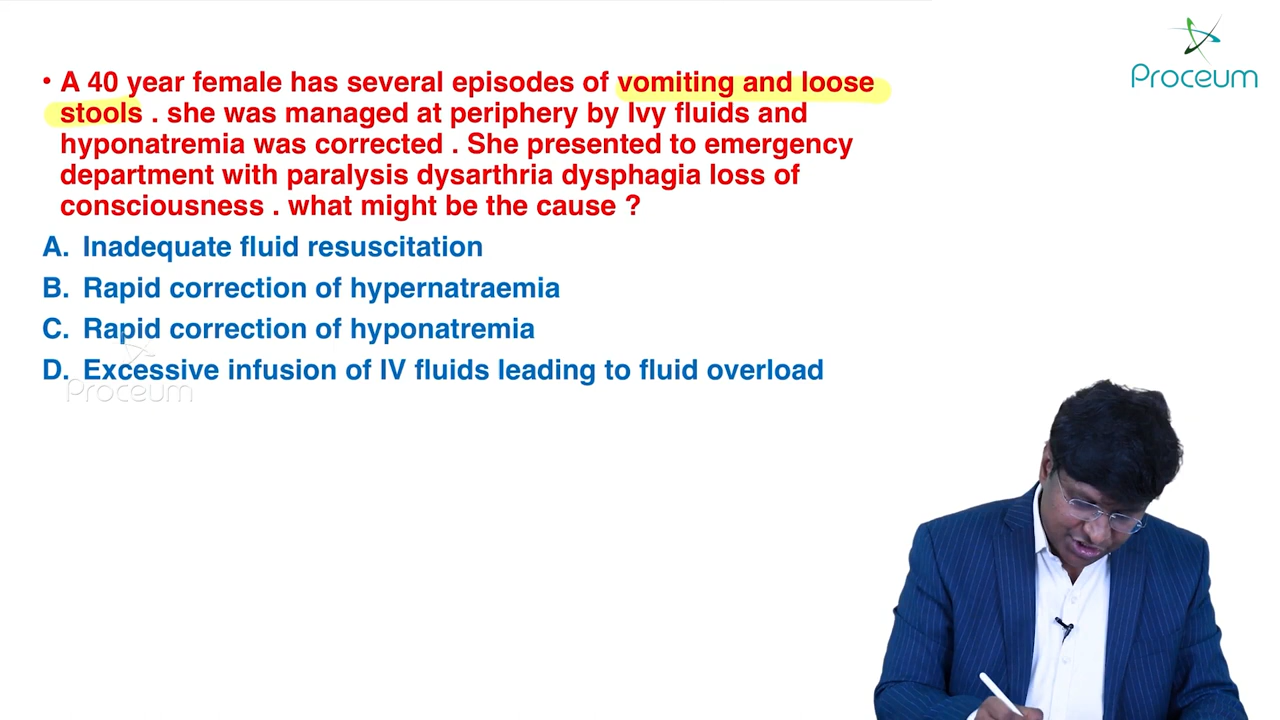 Proceum
• A 40 year female has several episodes of vomiting and loose
stools . she was managed at periphery by Ivy fluids and
hyponatremia was corrected . She presented to emergency
department with paralysis dysarthria dysphagia loss of
consciousness . what might be the cause ?
A. Inadequate fluid resuscitation
B. Rapid correction of hypernatraemia
C. Rapid correction of hyponatremia
D. Excessive infusion of IV fluids leading to fluid overload
Proceum